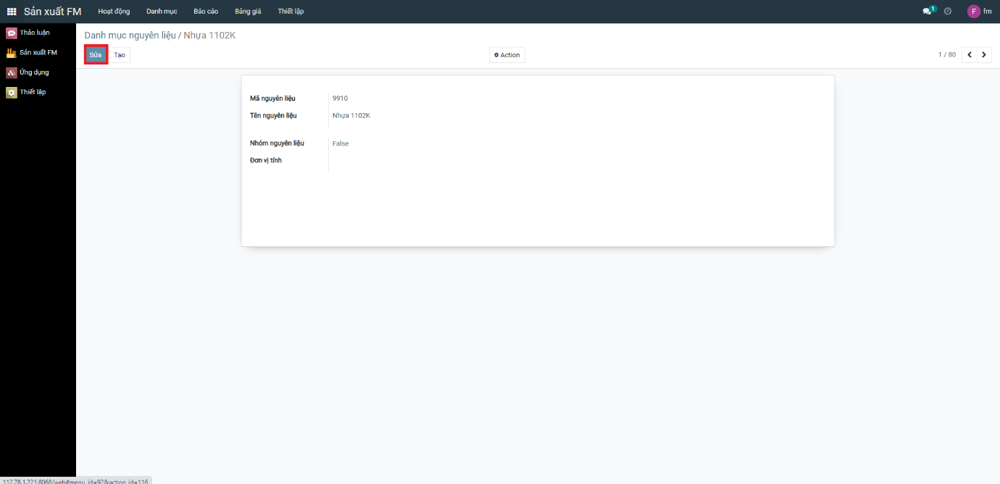 Sản xuất FM Hoạt động Danh mục Báo cáo Bảng giá Thiết lập 1 F fm
Thảo luận
Sản xuất FM
Ứng dụng
Thiết lập
Danh mục nguyên liệu / Nhựa 1102K
Sửa Tạo Action 1 / 80
Mã nguyên liệu 9910
Tên nguyên liệu Nhựa 1102K
Nhóm nguyên liệu False
Đơn vị tính
112.78.1.221:8068/web#menu_id=92&action_id=116